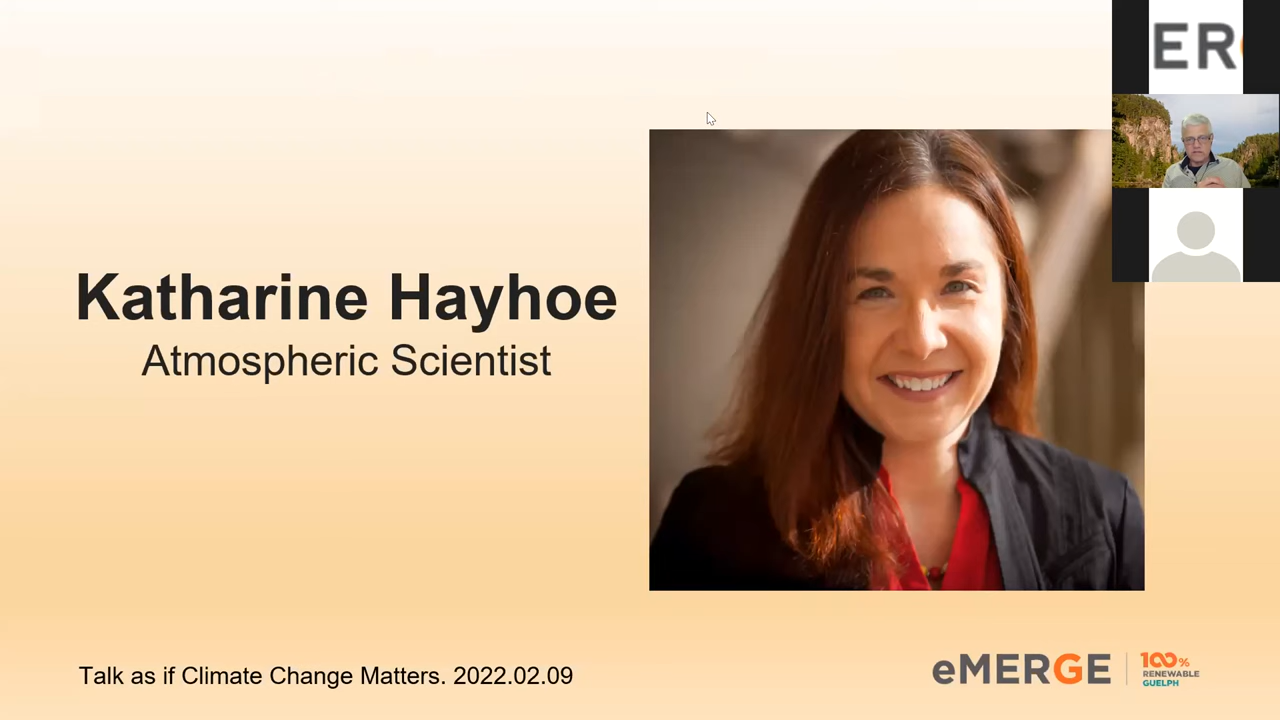 ER
Katharine Hayhoe
Atmospheric Scientist
Talk as if Climate Change Matters. 2022.02.09
eMERGE
100%
RENEWABLE
GUELPH